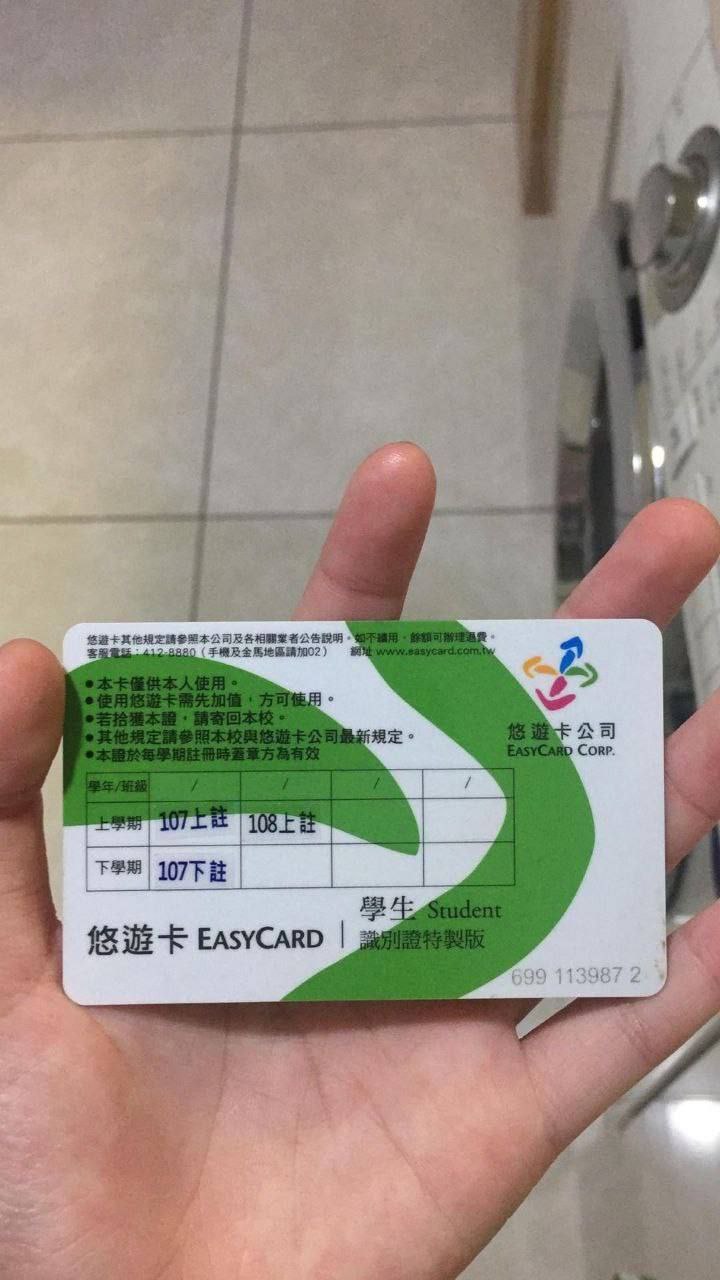 悠遊卡其他規定請參照本公司及各相關業者公告說明。如不續用，餘額可辦理退費。
客服電話：412-8880（手機及金馬地區請加02） 網址 www.easycard.com.tw
●本卡僅供本人使用。
●使用悠遊卡需先加值，方可使用。
●若拾獲本證，請寄回本校。
●其他規定請參照本校與悠遊卡公司最新規定。
●本證於每學期註冊時蓋章方為有效
悠遊卡公司
EASYCARD CORP.
學年/班級 / / / /
上學期 107上註 108上註
下學期 107下註
悠遊卡 EASYCARD | 學生 Student
識別證特製版
699 113987 2